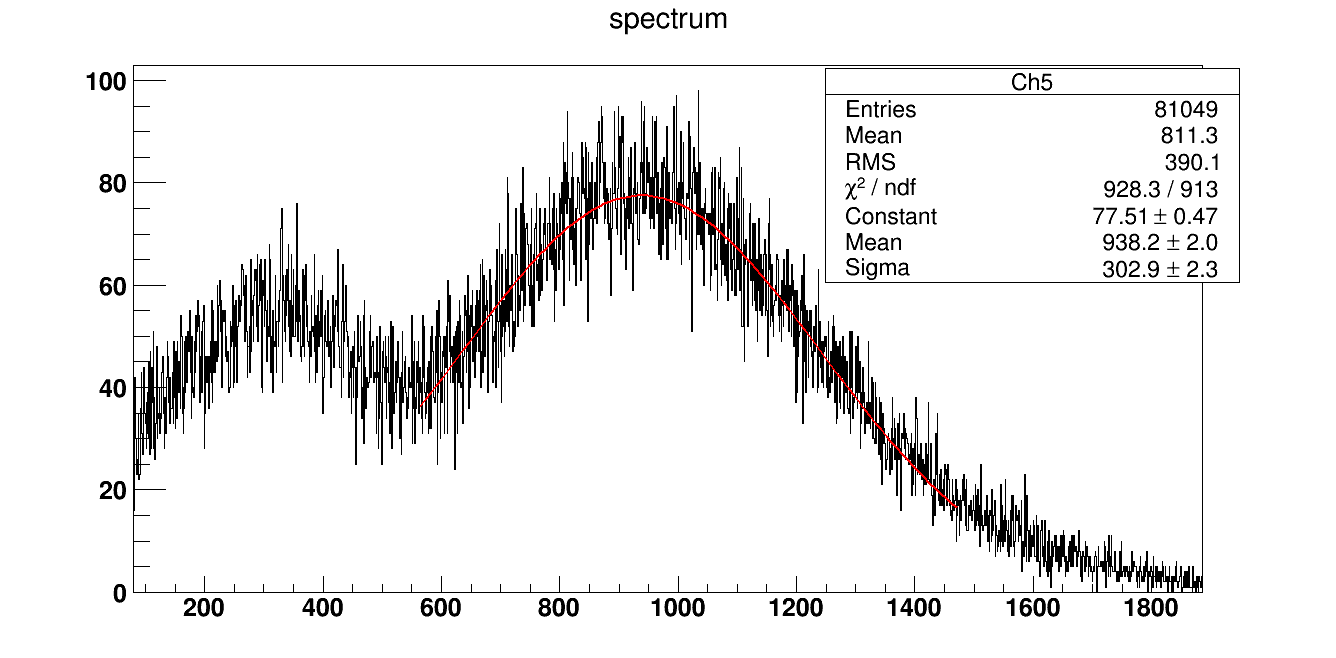 spectrum
Ch5
Entries 81049
Mean 811.3
RMS 390.1
χ² / ndf 928.3 / 913
Constant 77.51 ± 0.47
Mean 938.2 ± 2.0
Sigma 302.9 ± 2.3
100
80
60
40
20
0
200 400 600 800 1000 1200 1400 1600 1800